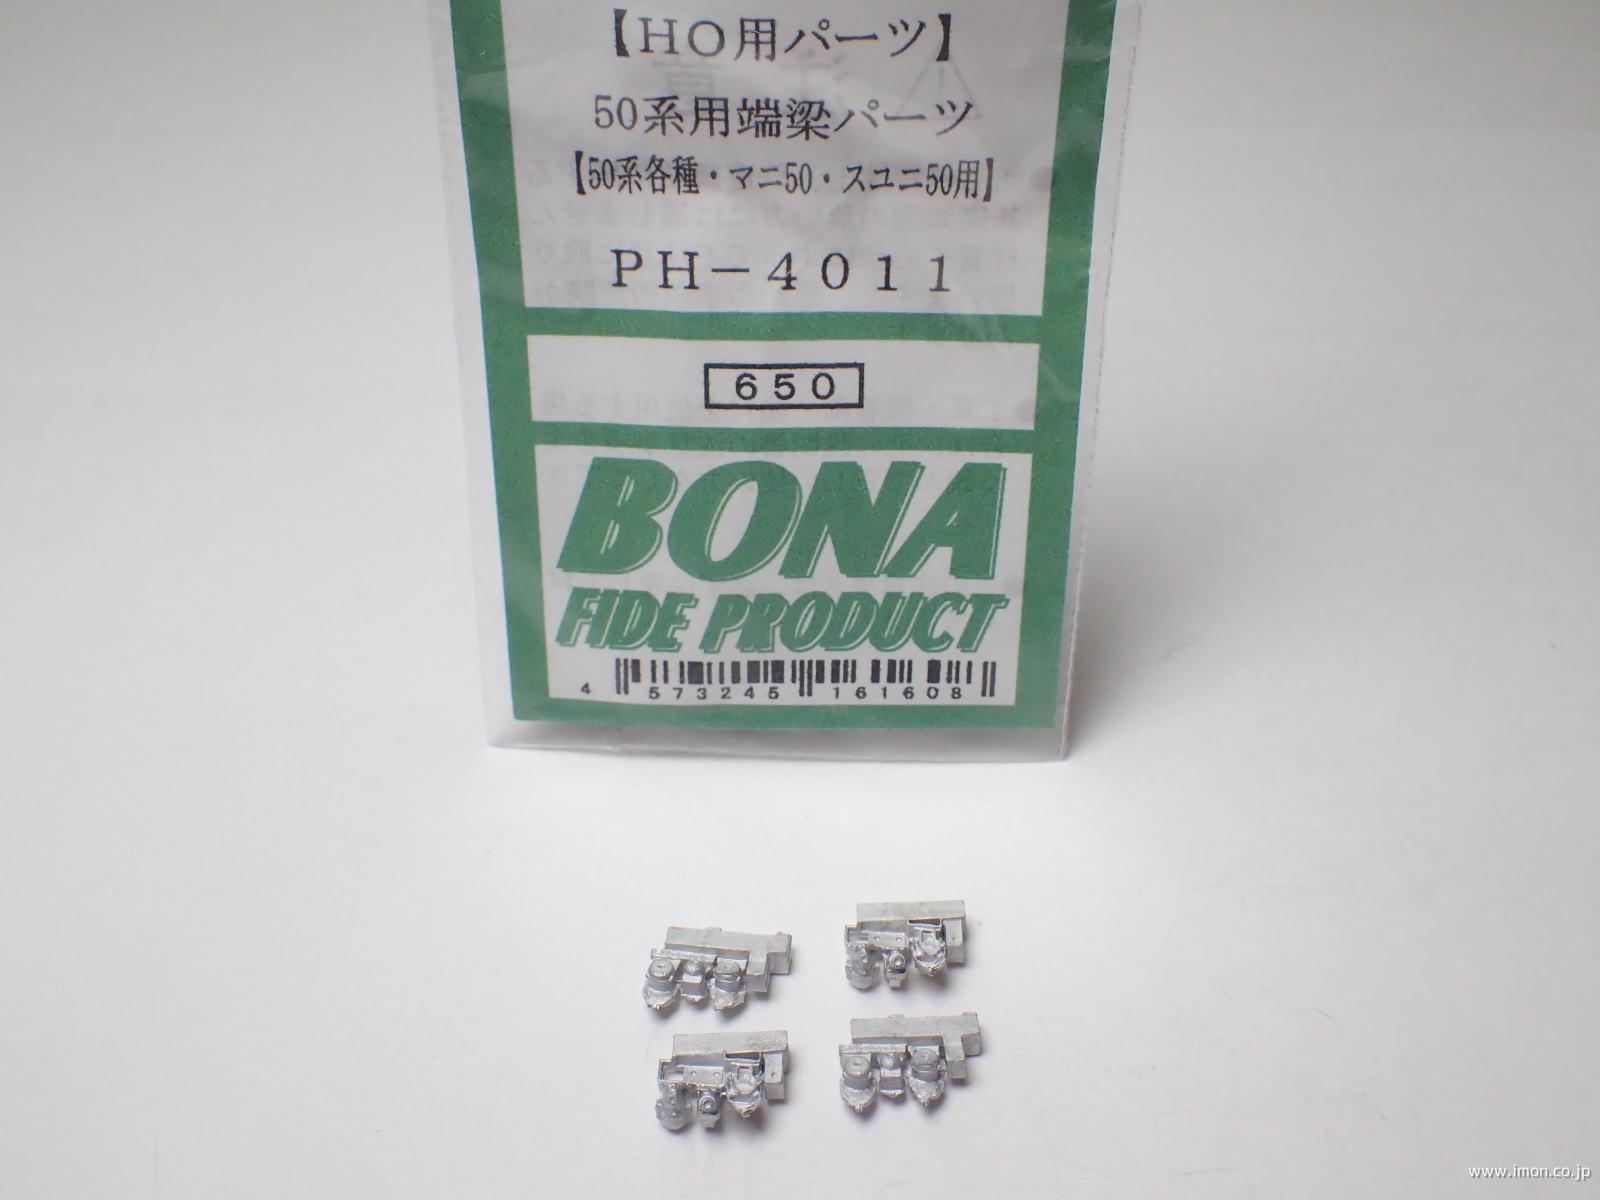 【HO用パーツ】
50系用端梁パーツ
【50系各種・マニ50・スユニ50用】
PH-4011
650
BONA
FIDE PRODUCT
4 573245 161608
www.imon.co.jp